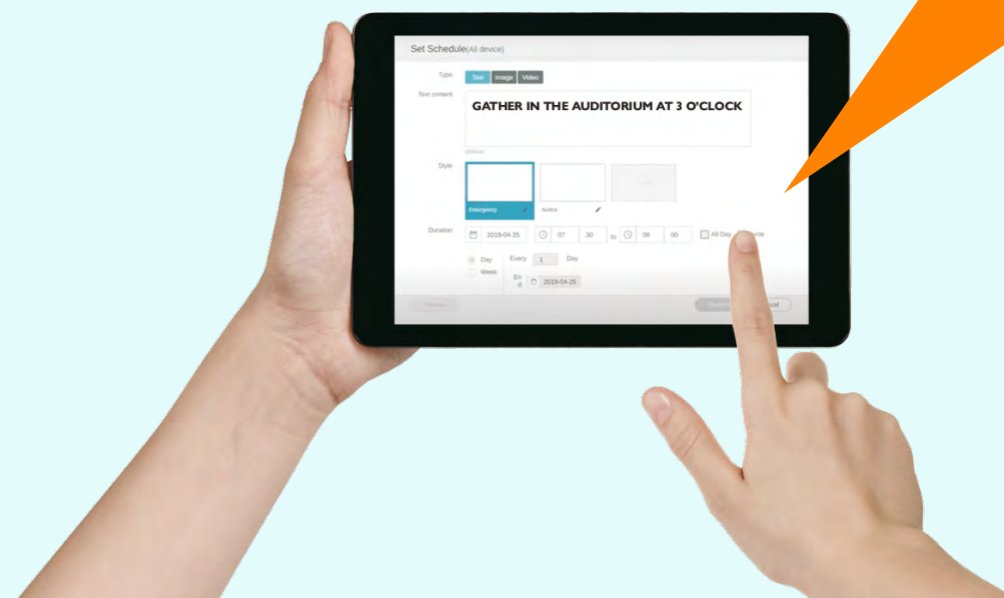 Set Schedule(All device)
Type Text Image Video
Text content
GATHER IN THE AUDITORIUM AT 3 O'CLOCK
Style
Emergency Notice
Duration 2019-04-25 07 30 to 08 00 All Day
Day Every 1 Day
Week En
d 2019-04-25